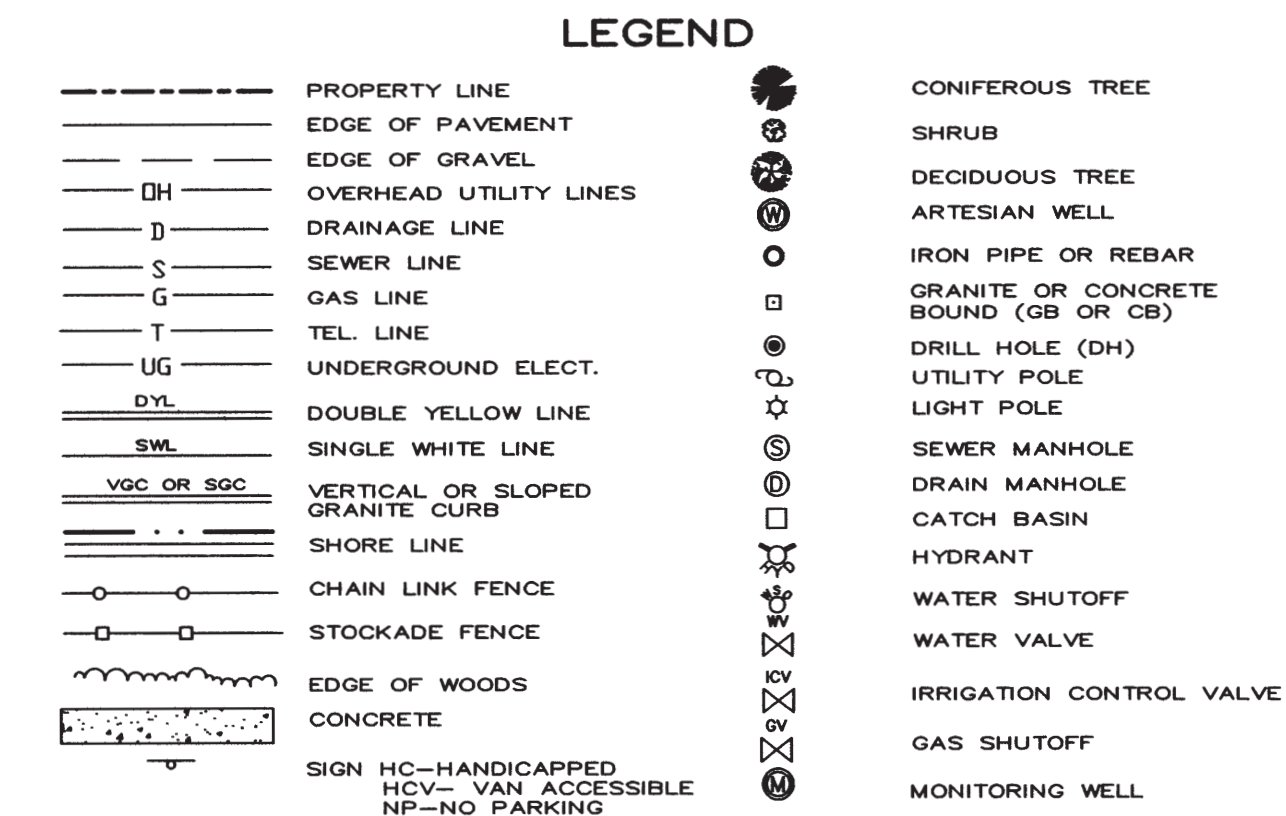 LEGEND
PROPERTY LINE
EDGE OF PAVEMENT
EDGE OF GRAVEL
OH OVERHEAD UTILITY LINES
D DRAINAGE LINE
S SEWER LINE
G GAS LINE
T TEL. LINE
UG UNDERGROUND ELECT.
DYL
DOUBLE YELLOW LINE
SWL SINGLE WHITE LINE
VGC OR SGC
VERTICAL OR SLOPED
GRANITE CURB
SHORE LINE
CHAIN LINK FENCE
STOCKADE FENCE
EDGE OF WOODS
CONCRETE
SIGN HC-HANDICAPPED
HCV- VAN ACCESSIBLE
NP-NO PARKING
CONIFEROUS TREE
SHRUB
DECIDUOUS TREE
W ARTESIAN WELL
IRON PIPE OR REBAR
GRANITE OR CONCRETE
BOUND (GB OR CB)
DRILL HOLE (DH)
UTILITY POLE
LIGHT POLE
S SEWER MANHOLE
D DRAIN MANHOLE
CATCH BASIN
HYDRANT
S WATER SHUTOFF
WV
WATER VALVE
ICV
IRRIGATION CONTROL VALVE
GV
GAS SHUTOFF
M MONITORING WELL